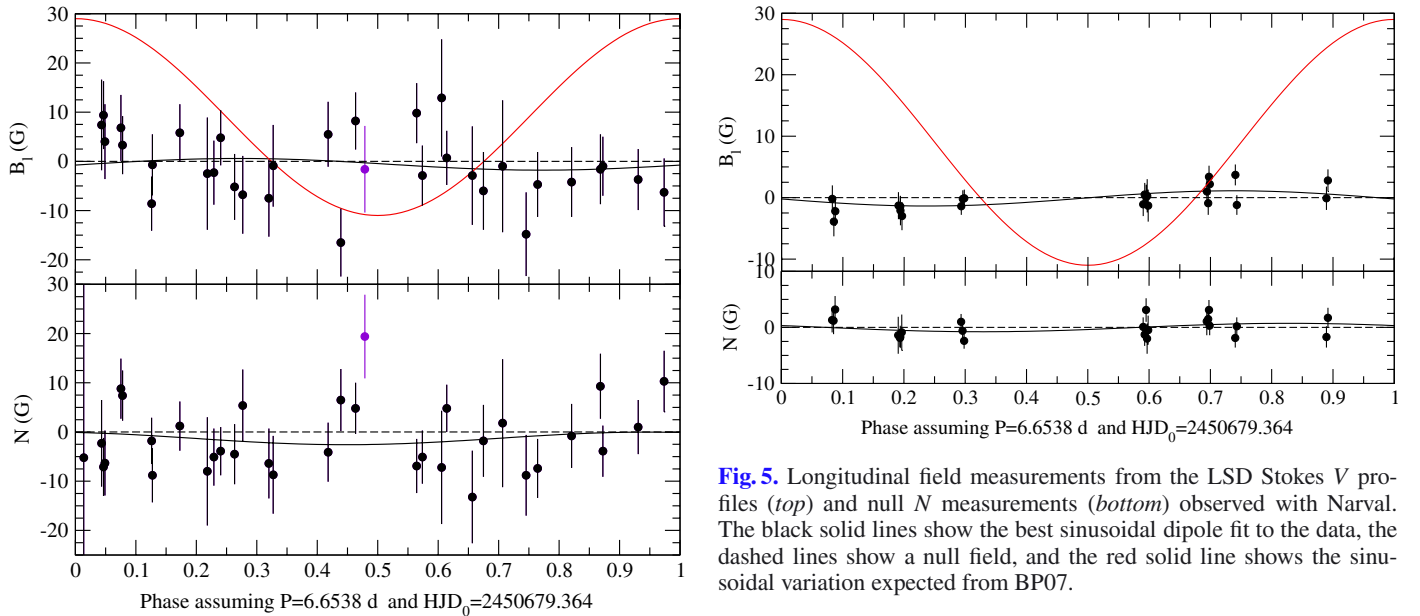 30
20
10
0
-10
-20
30
B_l (G)
20
10
0
-10
-20
N (G)
0 0.1 0.2 0.3 0.4 0.5 0.6 0.7 0.8 0.9 1
Phase assuming P=6.6538 d and HJD_0=2450679.364
30
20
10
0
-10
10
B_l (G)
0
-10
N (G)
0 0.1 0.2 0.3 0.4 0.5 0.6 0.7 0.8 0.9 1
Phase assuming P=6.6538 d and HJD_0=2450679.364
Fig. 5. Longitudinal field measurements from the LSD Stokes V pro-
files (top) and null N measurements (bottom) observed with Narval.
The black solid lines show the best sinusoidal dipole fit to the data, the
dashed lines show a null field, and the red solid line shows the sinu-
soidal variation expected from BP07.